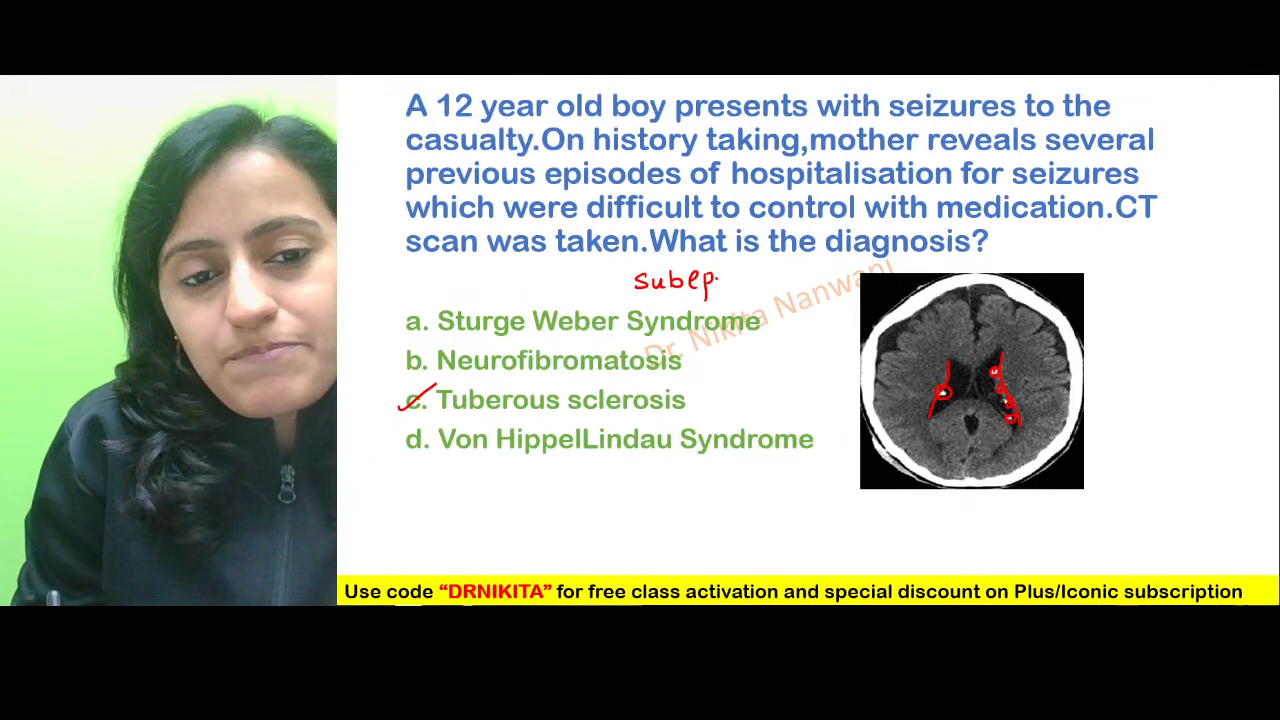 A 12 year old boy presents with seizures to the
casualty.On history taking,mother reveals several
previous episodes of hospitalisation for seizures
which were difficult to control with medication.CT
scan was taken.What is the diagnosis?
subep.
Dr. Nikita Nanwani
a. Sturge Weber Syndrome
b. Neurofibromatosis
c. Tuberous sclerosis
d. Von HippelLindau Syndrome
Use code “DRNIKITA” for free class activation and special discount on Plus/Iconic subscription